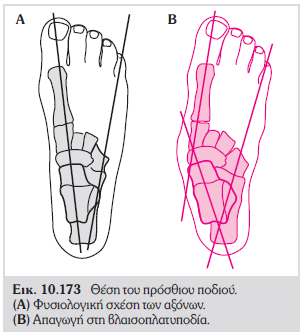 A
B
Εικ. 10.173 Θέση του πρόσθιου ποδιού.
(Α) Φυσιολογική σχέση των αξόνων.
(Β) Απαγωγή στη βλαισοπλατυποδία.